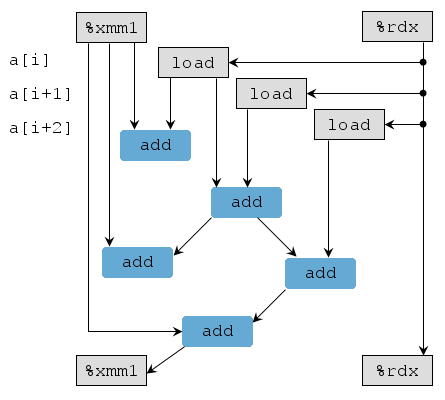 %xmm1 %rdx
a[i] load
a[i+1] load
a[i+2] load
add
add
add
add
add
%xmm1 %rdx